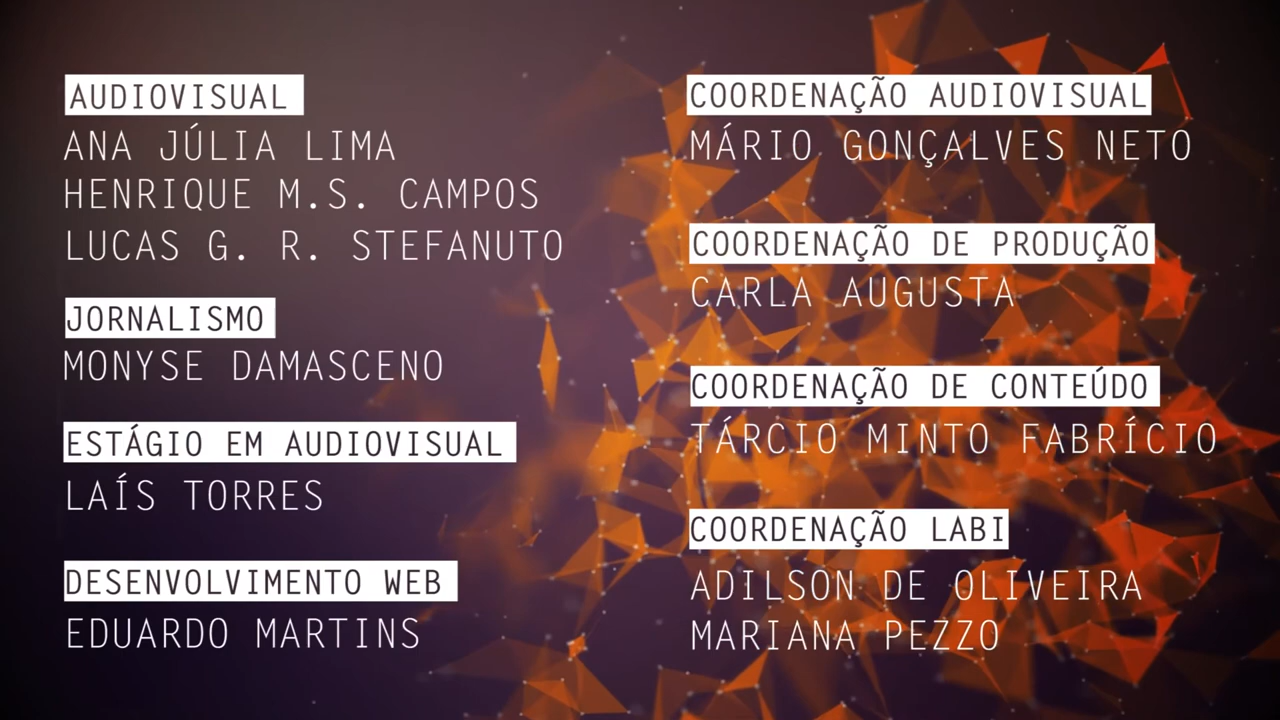 AUDIOVISUAL
ANA JÚLIA LIMA
HENRIQUE M.S. CAMPOS
LUCAS G. R. STEFANUTO
JORNALISMO
MONYSE DAMASCENO
ESTÁGIO EM AUDIOVISUAL
LAÍS TORRES
DESENVOLVIMENTO WEB
EDUARDO MARTINS
COORDENAÇÃO AUDIOVISUAL
MÁRIO GONÇALVES NETO
COORDENAÇÃO DE PRODUÇÃO
CARLA AUGUSTA
COORDENAÇÃO DE CONTEÚDO
TÁRCIO MINTO FABRÍCIO
COORDENAÇÃO LABI
ADILSON DE OLIVEIRA
MARIANA PEZZO